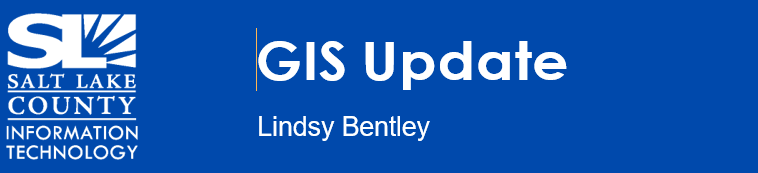 SL
SALT LAKE
COUNTY
INFORMATION
TECHNOLOGY
GIS Update
Lindsy Bentley